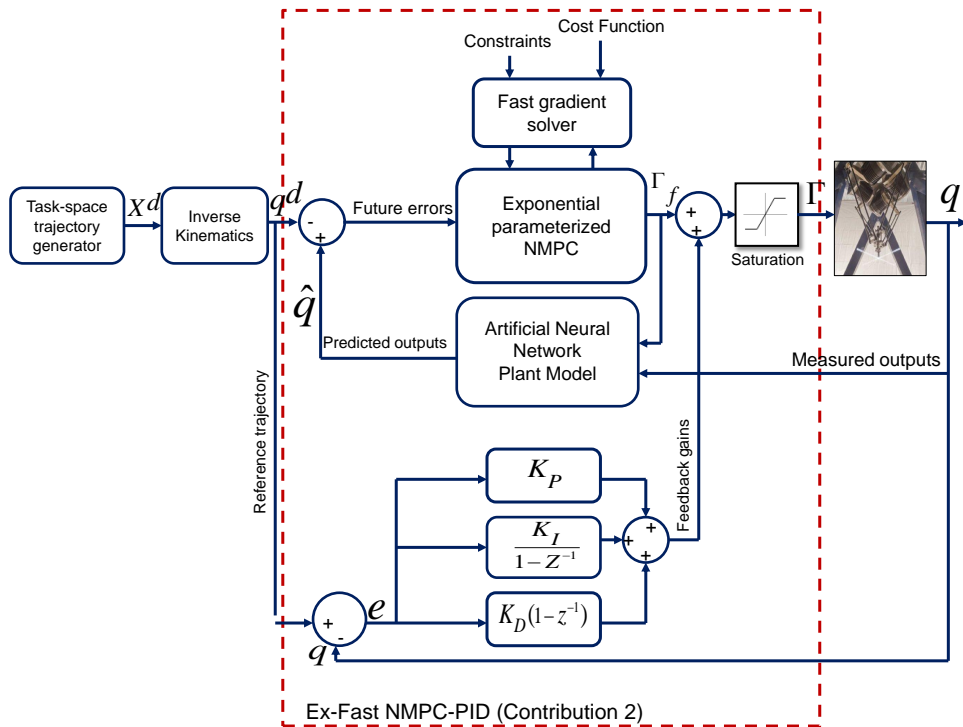 Constraints
Cost Function
Fast gradient
solver
Task-space
trajectory
generator
X^d
Inverse
Kinematics
q^d
-
+
Future errors
Exponential
parameterized
NMPC
Γ_f
+
+
Saturation
Γ
q
q̂
Predicted outputs
Artificial Neural
Network
Plant Model
Measured outputs
Reference trajectory
Feedback gains
K_P
K_I
1 − Z^{-1}
K_D(1 − z^{-1})
+
+
+
+
-
e
q
Ex-Fast NMPC-PID (Contribution 2)